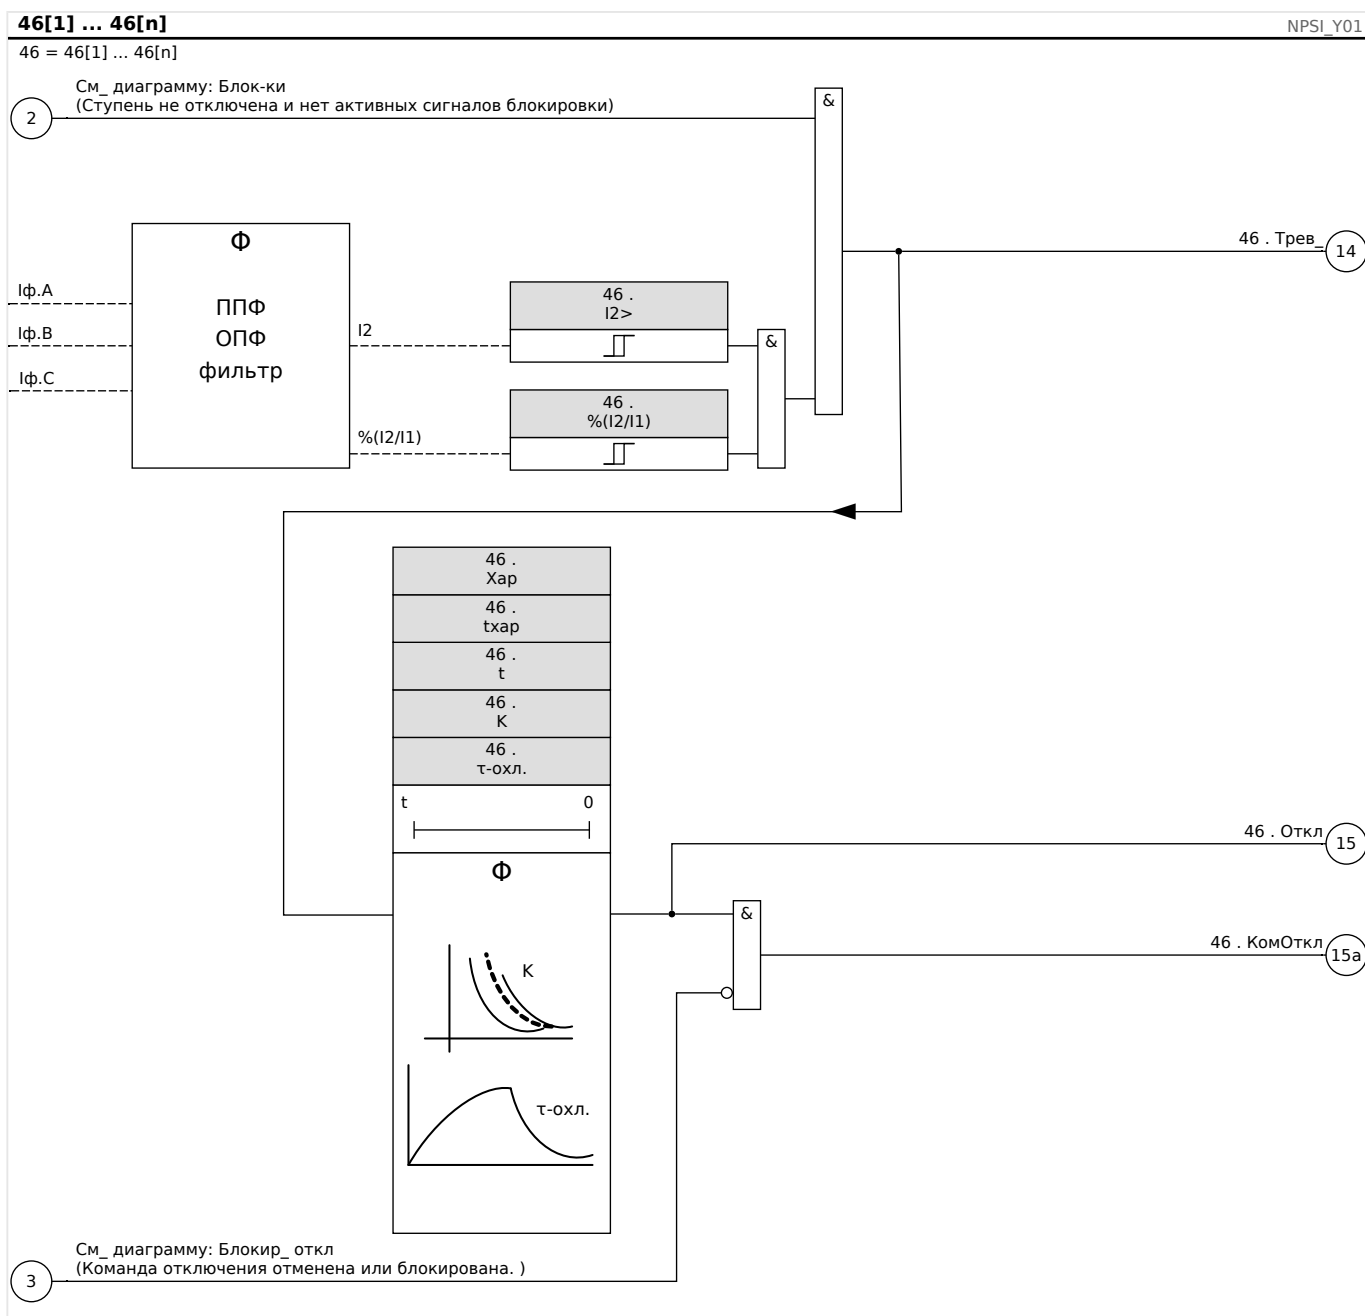 46[1] ... 46[n]
NPSI_Y01
46 = 46[1] ... 46[n]
См_ диаграмму: Блок-ки
(Ступень не отключена и нет активных сигналов блокировки)
2
&
Φ
ППФ
ОПФ
фильтр
Iф.A
Iф.B
Iф.C
I2
%(I2/I1)
46 .
I2>
46 .
%(I2/I1)
&
46 . Трев_
14
46 .
Хар
46 .
tхар
46 .
t
46 .
K
46 .
τ-охл.
t 0
Φ
K
τ-охл.
46 . Откл
15
&
46 . КомОткл
15a
См_ диаграмму: Блокир_ откл
(Команда отключения отменена или блокирована. )
3